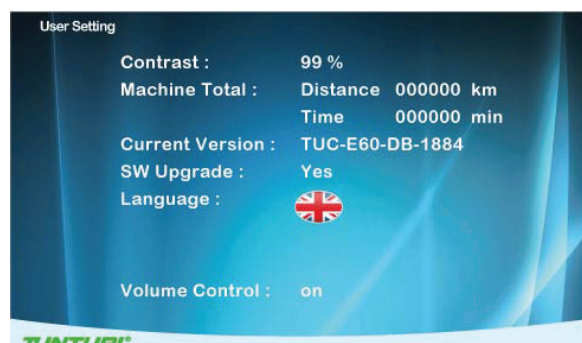 User Setting
Contrast : 99 %
Machine Total : Distance 000000 km
Time 000000 min
Current Version : TUC-E60-DB-1884
SW Upgrade : Yes
Language :
Volume Control : on
TUNTURI®